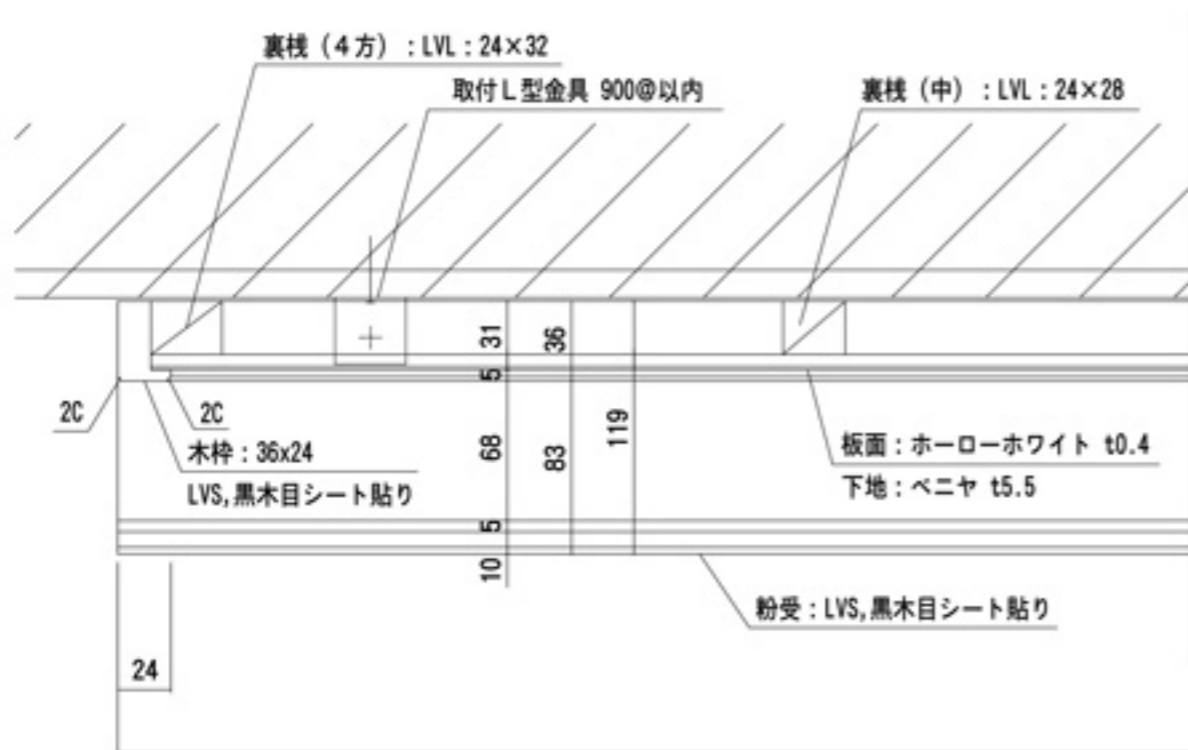 裏桟（４方）：LVL：24×32
取付Ｌ型金具 900@以内
裏桟（中）：LVL：24×28
31
36
5
2C
2C
119
68
83
木枠：36x24
LVS,黒木目シート貼り
板面：ホーローホワイト t0.4
下地：ベニヤ t5.5
5
10
粉受：LVS,黒木目シート貼り
24